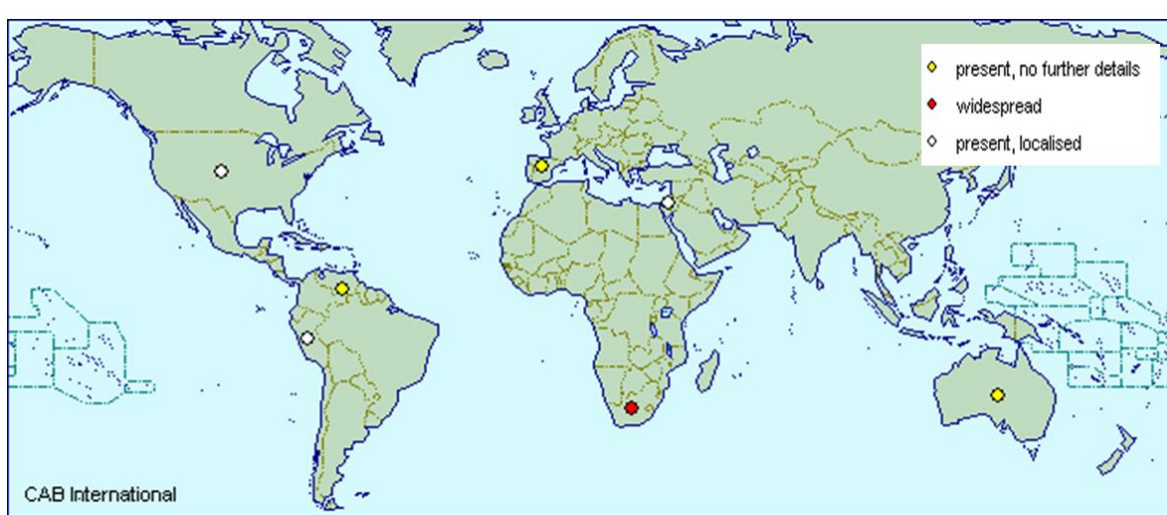 present, no further details
widespread
present, localised
CAB International